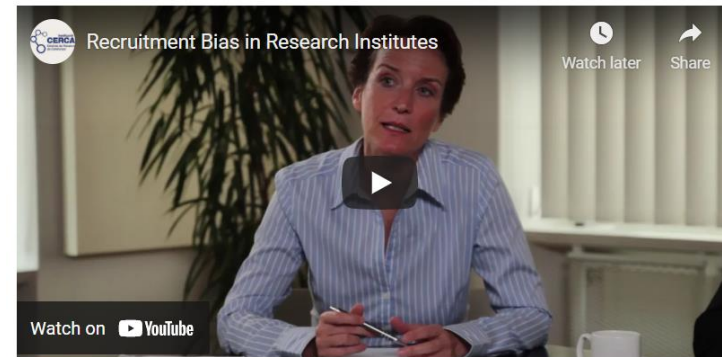 CERCA
Recruitment Bias in Research Institutes
Watch later
Share
Watch on YouTube